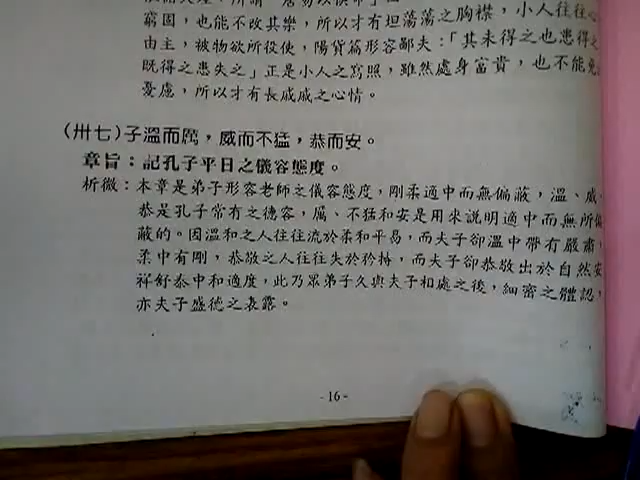 窮困，也能不改其樂，所以才有坦蕩蕩之胸襟，小人往往心
由主，被物欲所役使，陽貨篇形容鄙夫：「其未得之也患得之
既得之患失之」正是小人之寫照，雖然處身富貴，也不能免
憂慮，所以才有長戚戚之心情。
(卅七)子溫而厲，威而不猛，恭而安。
章旨：記孔子平日之儀容態度。
析微：本章是弟子形容老師之儀容態度，剛柔適中而無偏蔽，溫、威、
恭是孔子常有之德容，厲、不猛和安是用來說明適中而無所偏
蔽的。因溫和之人往往流於柔和平易，而夫子卻溫中帶有嚴肅，
柔中有剛，恭敬之人往往失於矜持，而夫子卻恭敬出於自然安
祥舒泰中和適度，此乃眾弟子久與夫子相處之後，細密之體認，
亦夫子盛德之表露。
-16-